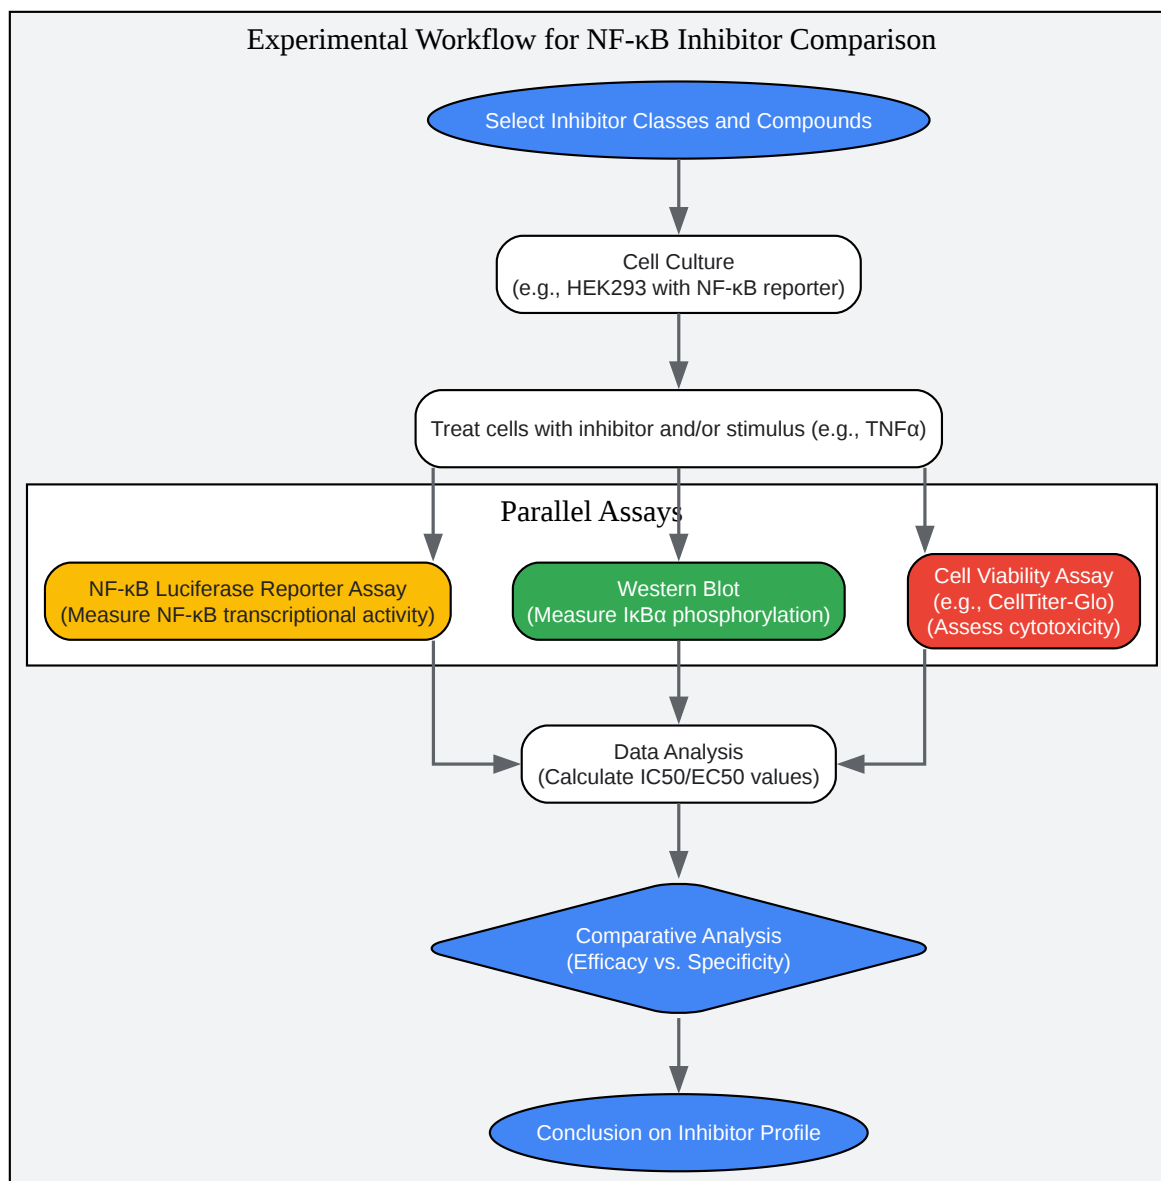 Experimental Workflow for NF-κB Inhibitor Comparison
Select Inhibitor Classes and Compounds
Cell Culture
(e.g., HEK293 with NF-κB reporter)
Treat cells with inhibitor and/or stimulus (e.g., TNFα)
Parallel Assays
NF-κB Luciferase Reporter Assay
(Measure NF-κB transcriptional activity)
Western Blot
(Measure IκBα phosphorylation)
Cell Viability Assay
(e.g., CellTiter-Glo)
(Assess cytotoxicity)
Data Analysis
(Calculate IC50/EC50 values)
Comparative Analysis
(Efficacy vs. Specificity)
Conclusion on Inhibitor Profile